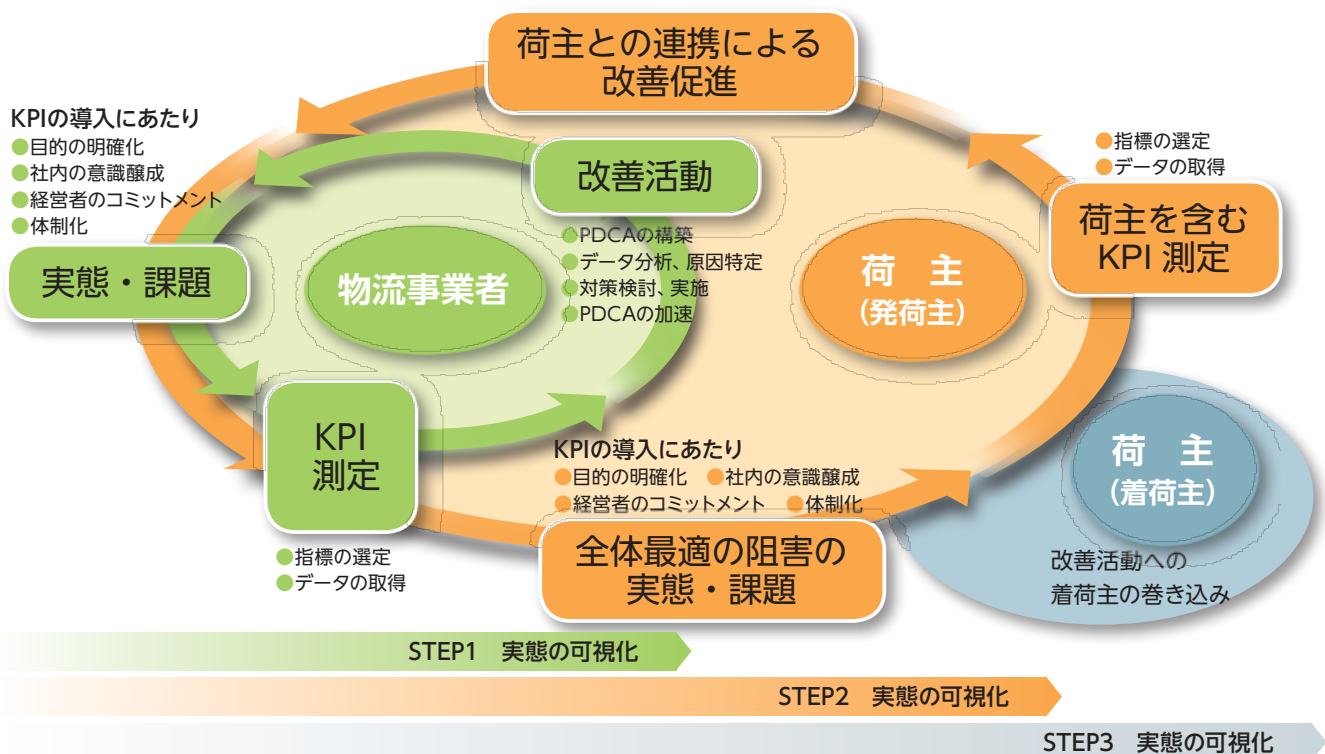 荷主との連携による
改善促進
KPIの導入にあたり
●目的の明確化
●社内の意識醸成
●経営者のコミットメント
●体制化
実態・課題
改善活動
●PDCAの構築
●データ分析、原因特定
●対策検討、実施
●PDCAの加速
物流事業者
KPI
測定
●指標の選定
●データの取得
●指標の選定
●データの取得
荷主を含む
KPI 測定
荷　主
(発荷主)
KPIの導入にあたり
●目的の明確化　●社内の意識醸成
●経営者のコミットメント　●体制化
全体最適の阻害の
実態・課題
荷　主
(着荷主)
改善活動への
着荷主の巻き込み
STEP1　実態の可視化
STEP2　実態の可視化
STEP3　実態の可視化